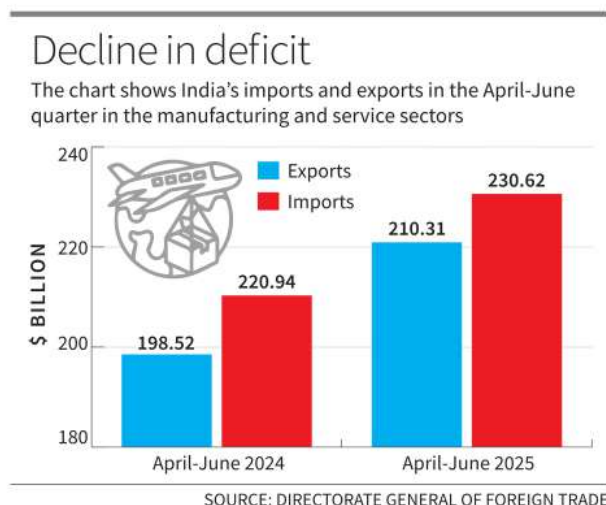 Decline in deficit
The chart shows India's imports and exports in the April-June
quarter in the manufacturing and service sectors
240
220
200
180
$ BILLION
Exports
Imports
198.52
220.94
210.31
230.62
April-June 2024
April-June 2025
SOURCE: DIRECTORATE GENERAL OF FOREIGN TRADE